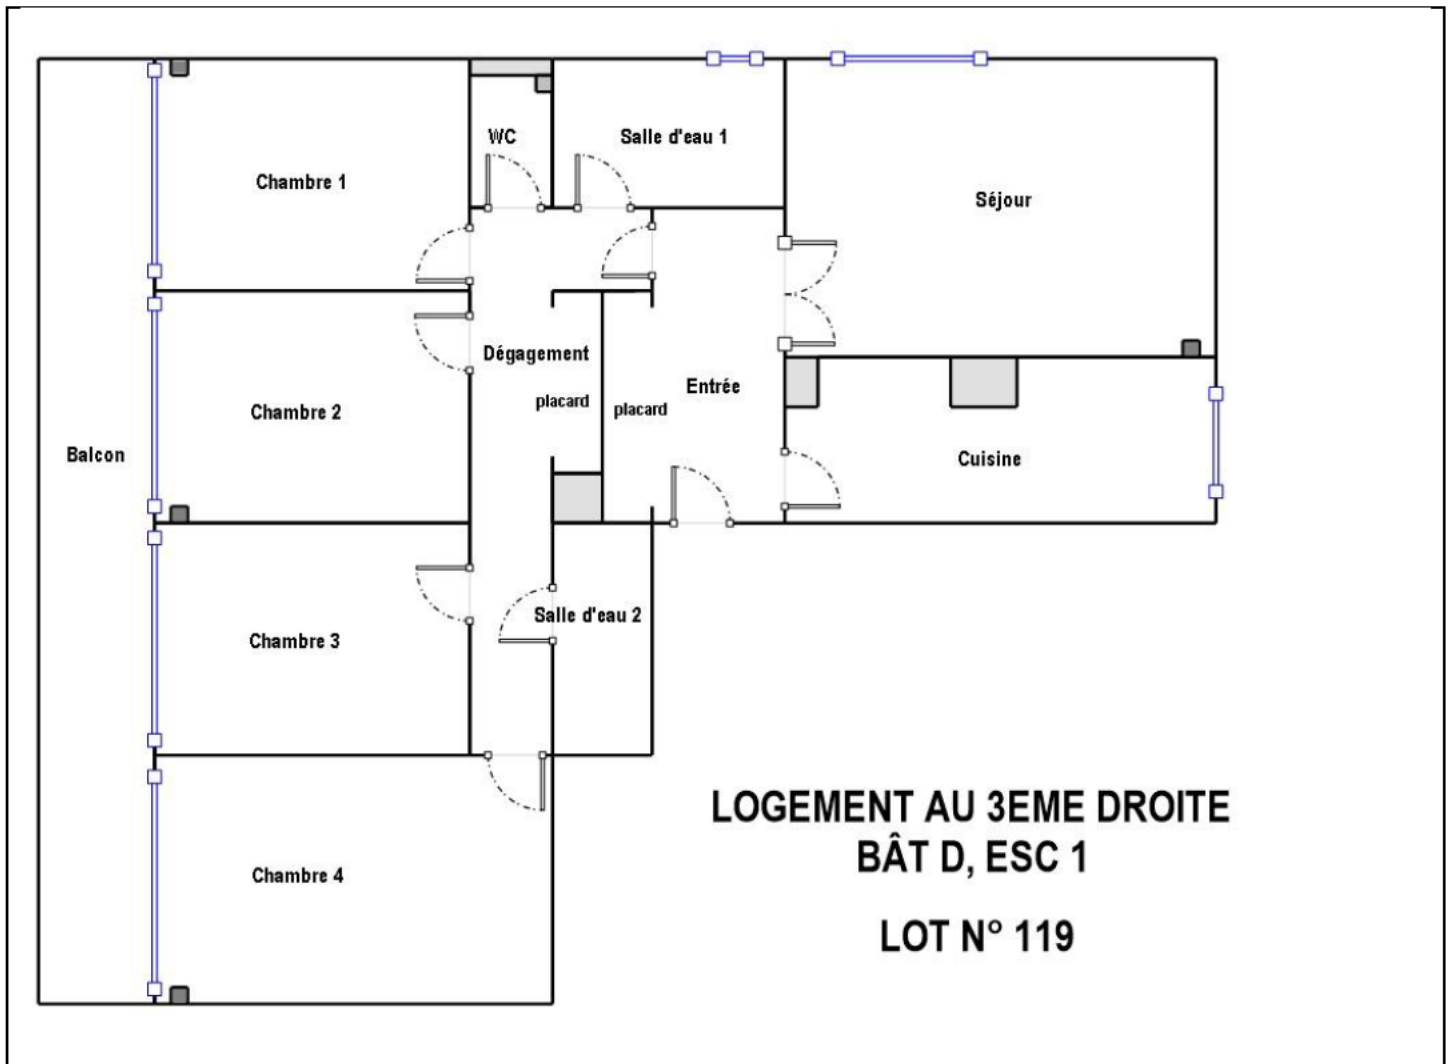 WC
Salle d'eau 1
Chambre 1
Séjour
Dégagement
Entrée
placard
placard
Chambre 2
Balcon
Cuisine
Salle d'eau 2
Chambre 3
LOGEMENT AU 3EME DROITE
BÂT D, ESC 1
Chambre 4
LOT N° 119